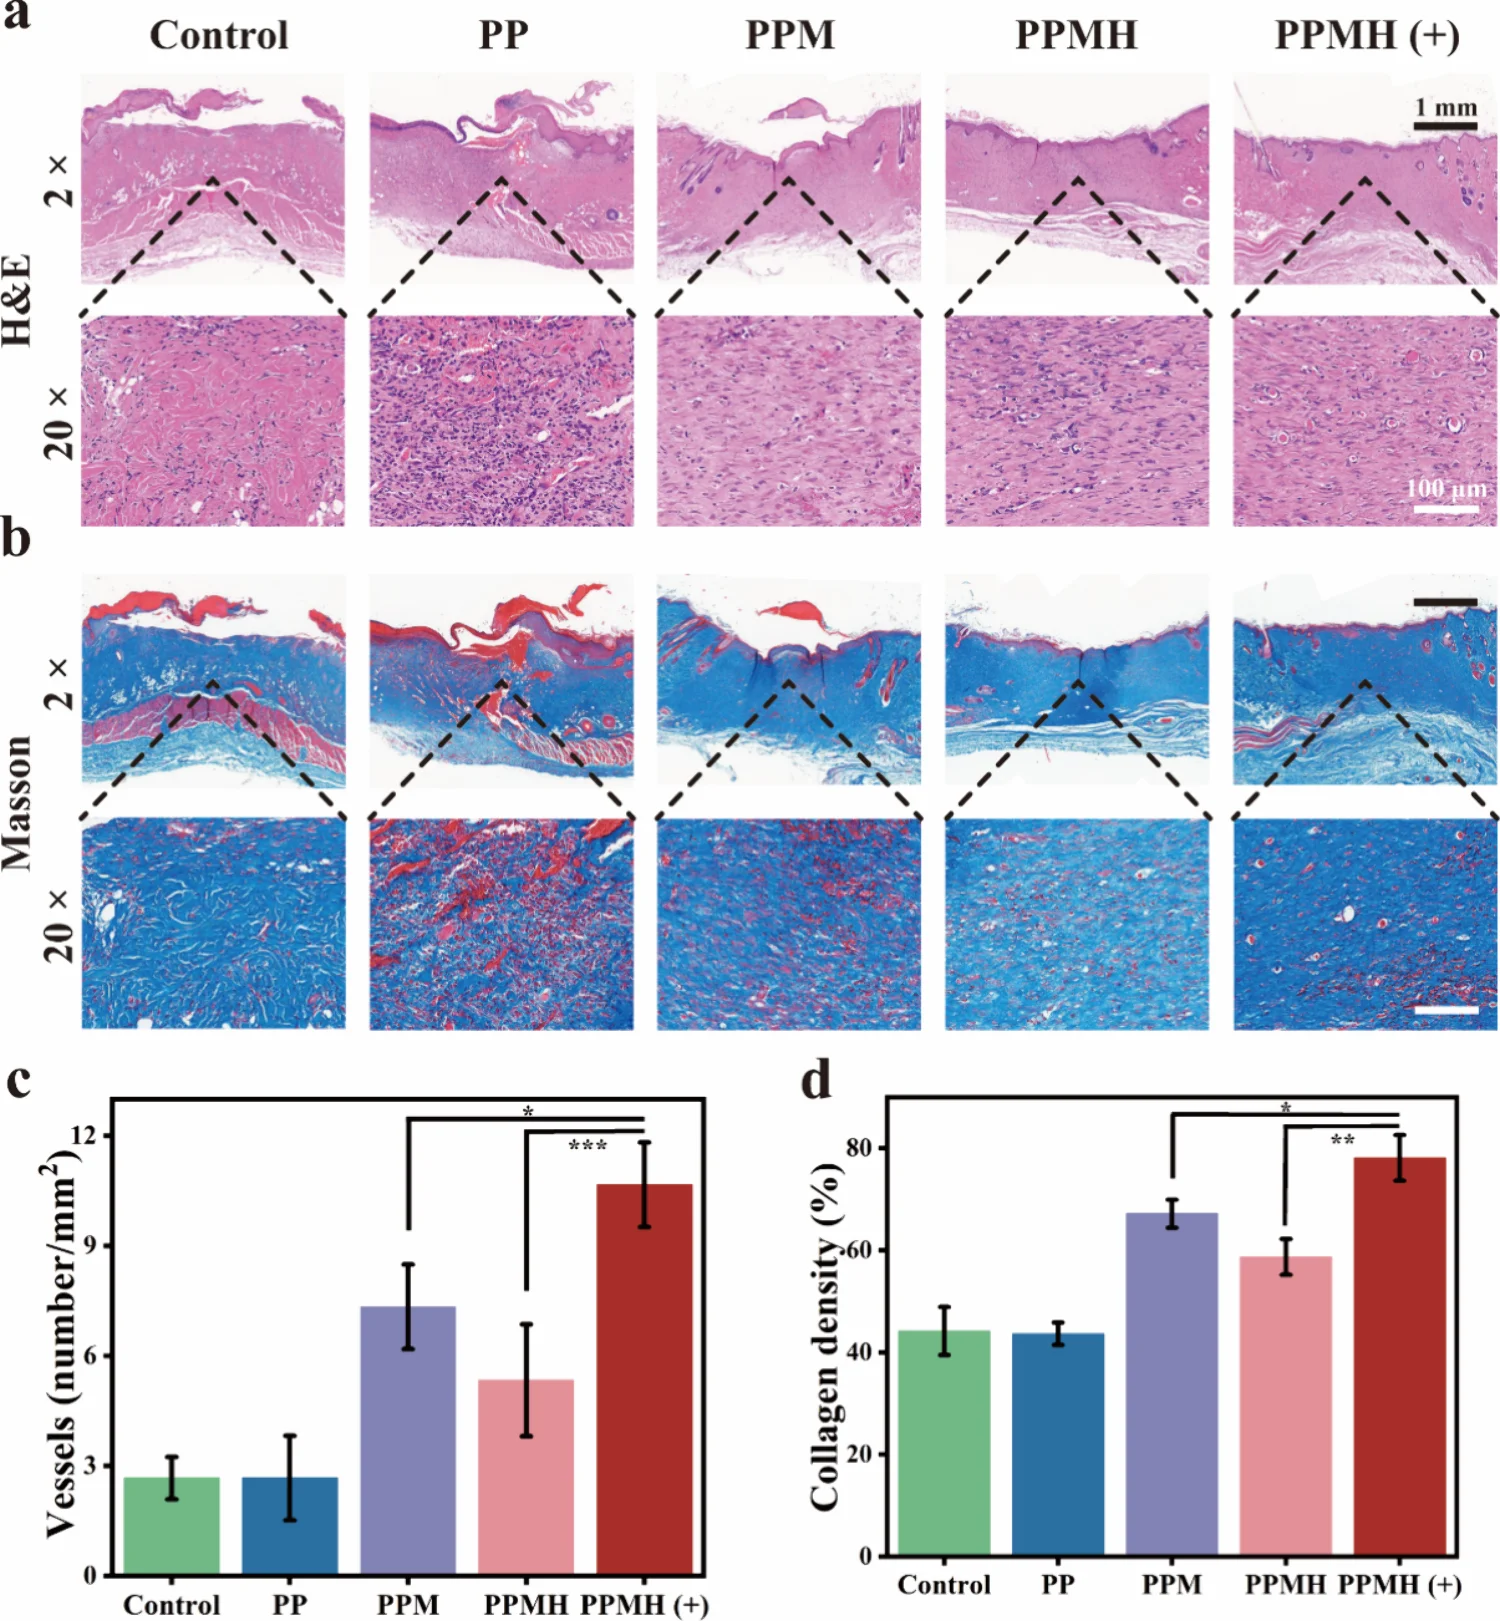 a
Control PP PPM PPMH PPMH (+)
H&E
2 ×
1 mm
20 ×
100 μm
b
Masson
2 ×
20 ×
c
Vessels (number/mm²)
12
9
6
3
0
*
***
Control PP PPM PPMH PPMH (+)
d
Collagen density (%)
80
60
40
20
0
*
**
Control PP PPM PPMH PPMH (+)